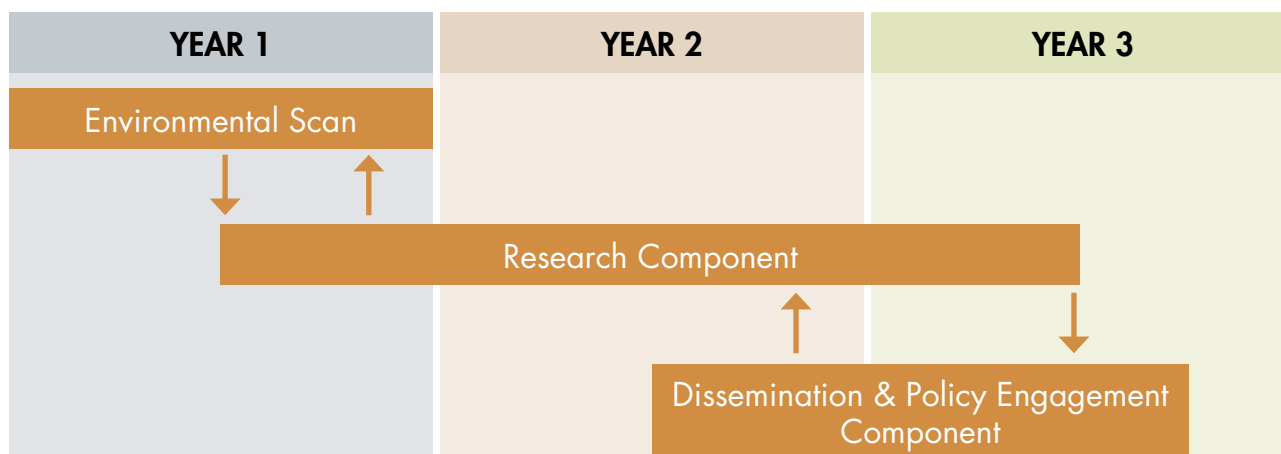 YEAR 1
YEAR 2
YEAR 3
Environmental Scan
Research Component
Dissemination & Policy Engagement
Component